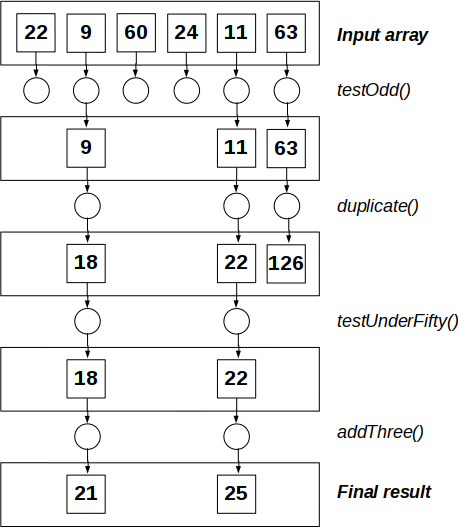 22 9 60 24 11 63 Input array
testOdd()
9 11 63
duplicate()
18 22 126
testUnderFifty()
18 22
addThree()
21 25 Final result